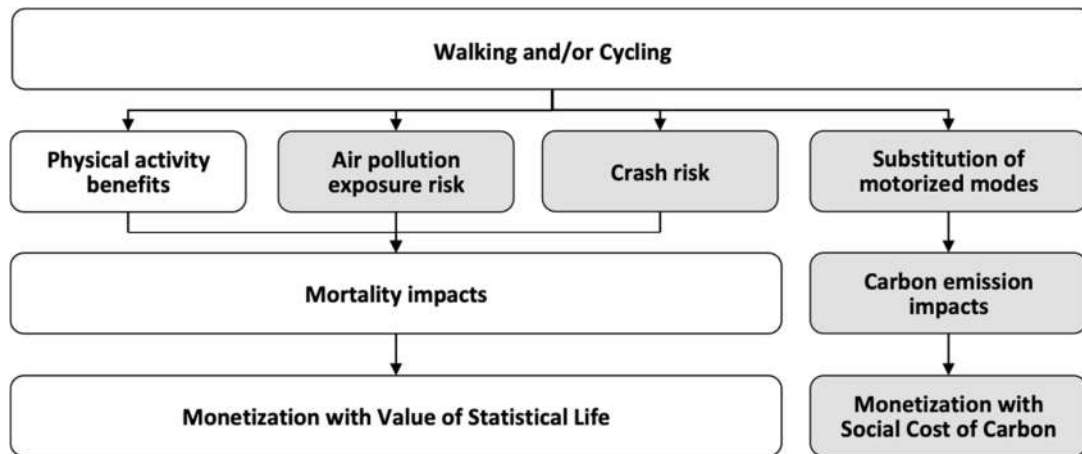 Walking and/or Cycling
Physical activity
benefits
Air pollution
exposure risk
Crash risk
Substitution of
motorized modes
Mortality impacts
Carbon emission
impacts
Monetization with Value of Statistical Life
Monetization with
Social Cost of Carbon